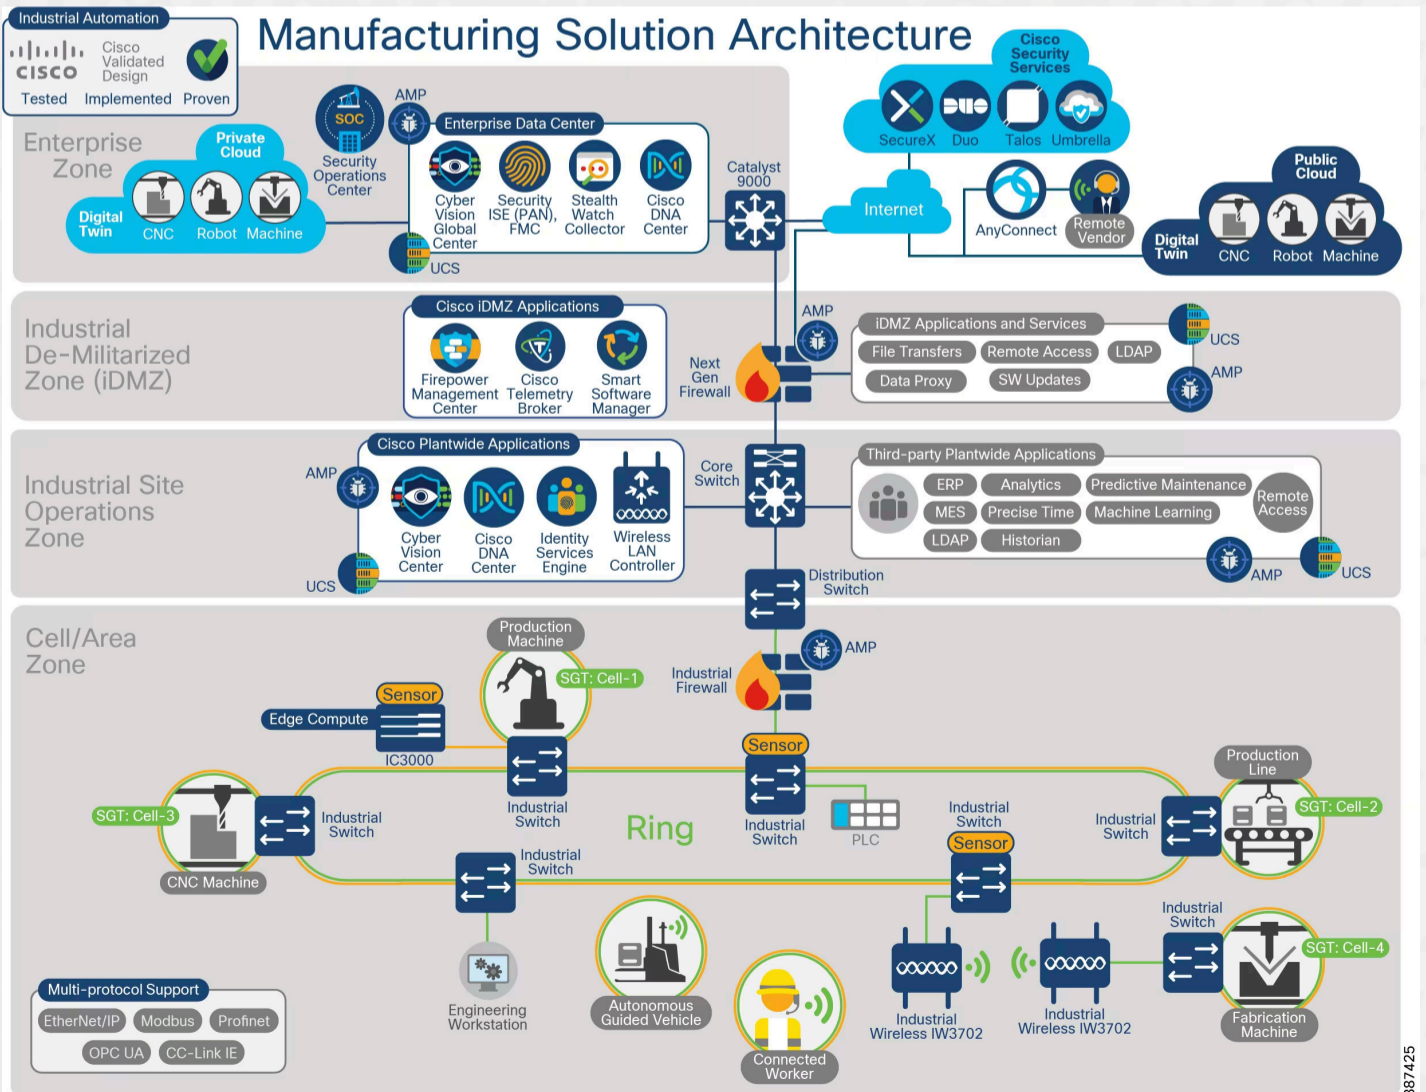 Industrial Automation
CISCO
Cisco
Validated
Design
Tested Implemented Proven
Manufacturing Solution Architecture
Cisco
Security
Services
SecureX Duo Talos Umbrella
Enterprise
Zone
Private
Cloud
Digital
Twin
CNC Robot Machine
SOC
Security
Operations
Center
AMP
Enterprise Data Center
Cyber
Vision
Global
Center
Security
ISE (PAN),
FMC
Stealth
Watch
Collector
Cisco
DNA
Center
UCS
Catalyst
9000
Internet
AnyConnect
Remote
Vendor
Public
Cloud
Digital
Twin
CNC Robot Machine
Industrial
De-Militarized
Zone (iDMZ)
Cisco iDMZ Applications
Firepower
Management
Center
Cisco
Telemetry
Broker
Smart
Software
Manager
Next
Gen
Firewall
AMP
iDMZ Applications and Services
File Transfers Remote Access LDAP
Data Proxy SW Updates
UCS
AMP
Industrial Site
Operations
Zone
AMP
Cisco Plantwide Applications
Cyber
Vision
Center
Cisco
DNA
Center
Identity
Services
Engine
Wireless
LAN
Controller
UCS
Core
Switch
Third-party Plantwide Applications
ERP Analytics Predictive Maintenance
MES Precise Time Machine Learning
LDAP Historian
Remote
Access
AMP
UCS
Distribution
Switch
Cell/Area
Zone
Production
Machine
SGT: Cell-1
Industrial
Firewall
AMP
Sensor
Edge Compute
IC3000
Industrial
Switch
Sensor
Industrial
Switch
PLC
Production
Line
SGT: Cell-2
Industrial
Switch
SGT: Cell-3
CNC Machine
Industrial
Switch
Ring
Industrial
Switch
Sensor
Industrial
Switch
Engineering
Workstation
Autonomous
Guided Vehicle
Connected
Worker
Industrial
Wireless IW3702
Industrial
Wireless IW3702
Industrial
Switch
SGT: Cell-4
Fabrication
Machine
Multi-protocol Support
EtherNet/IP Modbus Profinet
OPC UA CC-Link IE
387425